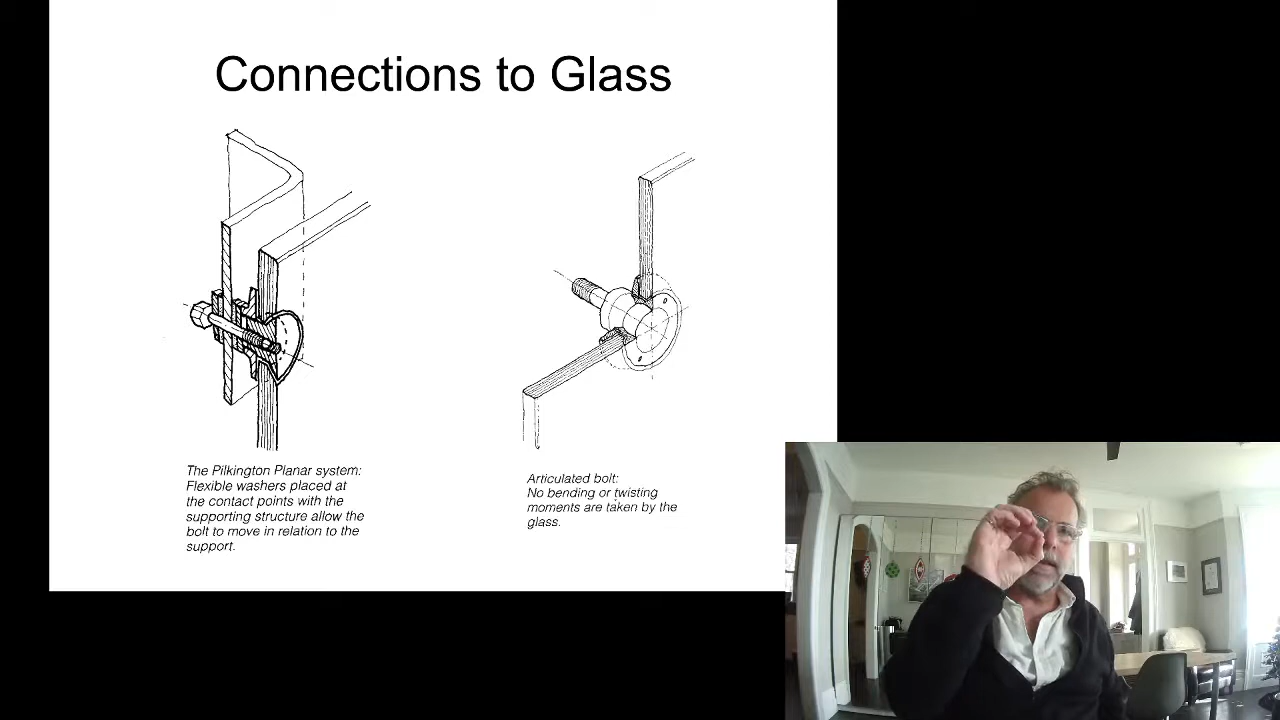 Connections to Glass
The Pilkington Planar system:
Flexible washers placed at
the contact points with the
supporting structure allow the
bolt to move in relation to the
support.
Articulated bolt:
No bending or twisting
moments are taken by the
glass.